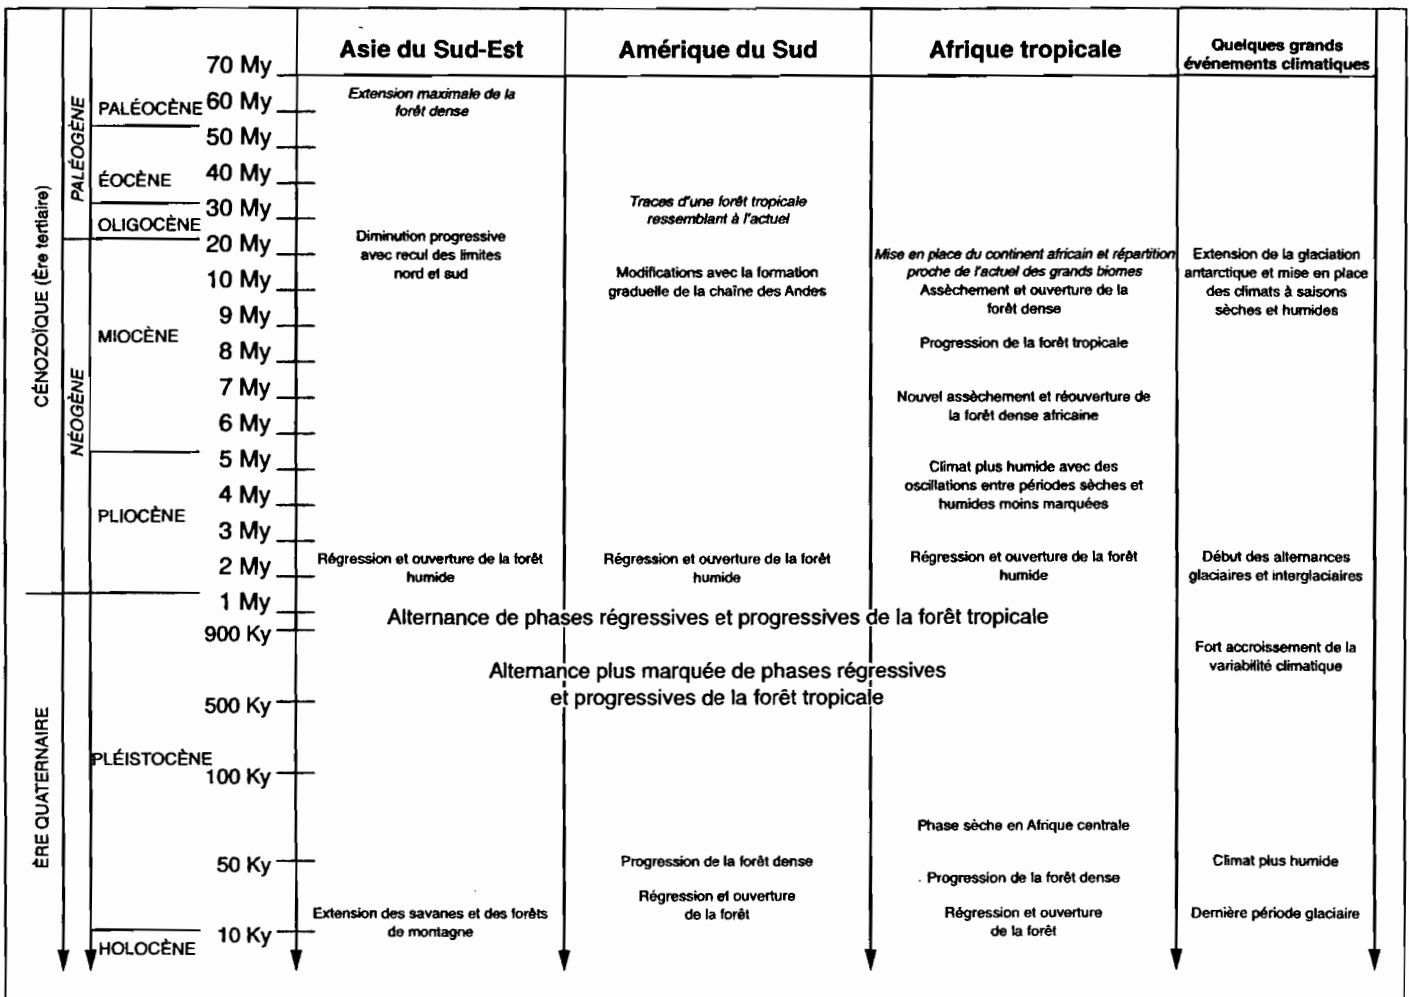 Asie du Sud-Est
Amérique du Sud
Afrique tropicale
Quelques grands
événements climatiques
CÉNOZOÏQUE (Ère tertiaire)
ÈRE QUATERNAIRE
PALÉOGÈNE
NÉOGÈNE
PALÉOCÈNE
ÉOCÈNE
OLIGOCÈNE
MIOCÈNE
PLIOCÈNE
PLÉISTOCÈNE
HOLOCÈNE
70 My
60 My
50 My
40 My
30 My
20 My
10 My
9 My
8 My
7 My
6 My
5 My
4 My
3 My
2 My
1 My
900 Ky
500 Ky
100 Ky
50 Ky
10 Ky
Extension maximale de la
forêt dense
Diminution progressive
avec recul des limites
nord et sud
Régression et ouverture de la forêt
humide
Extension des savanes et des forêts
de montagne
Traces d'une forêt tropicale
ressemblant à l'actuel
Modifications avec la formation
graduelle de la chaîne des Andes
Régression et ouverture de la forêt
humide
Progression de la forêt dense
Régression et ouverture
de la forêt
Mise en place du continent africain et répartition
proche de l'actuel des grands biomes
Assèchement et ouverture de la
forêt dense
Progression de la forêt tropicale
Nouvel assèchement et réouverture de
la forêt dense africaine
Climat plus humide avec des
oscillations entre périodes sèches et
humides moins marquées
Régression et ouverture de la forêt
humide
Phase sèche en Afrique centrale
Progression de la forêt dense
Régression et ouverture
de la forêt
Extension de la glaciation
antarctique et mise en place
des climats à saisons
sèches et humides
Début des alternances
glaciaires et interglaciaires
Fort accroissement de la
variabilité climatique
Climat plus humide
Dernière période glaciaire
Alternance de phases régressives et progressives de la forêt tropicale
Alternance plus marquée de phases régressives
et progressives de la forêt tropicale